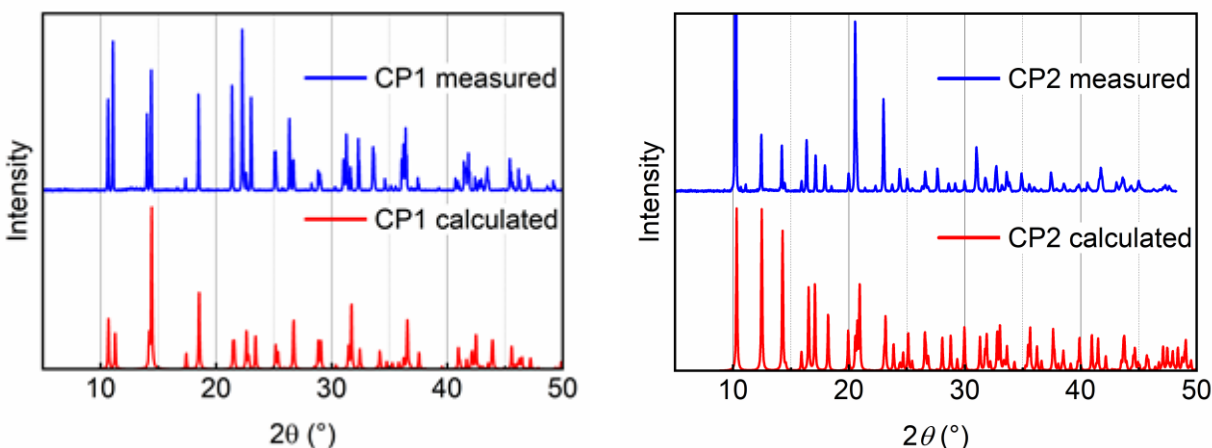 CP1 measured
CP1 calculated
Intensity
10 20 30 40 50
2θ (°)
CP2 measured
CP2 calculated
Intensity
10 20 30 40 50
2θ (°)